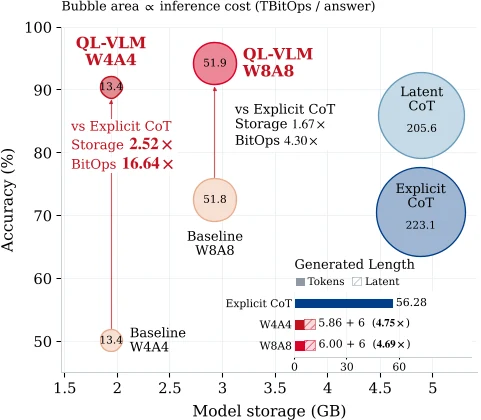 Bubble area ∝ inference cost (TBitOps / answer)
100
90
80
70
60
50
Accuracy (%)
QL-VLM
W4A4
13.4
vs Explicit CoT
Storage 2.52×
BitOps 16.64×
51.9
QL-VLM
W8A8
vs Explicit CoT
Storage 1.67×
BitOps 4.30×
Latent
CoT
205.6
Explicit
CoT
223.1
51.8
Baseline
W8A8
13.4
Baseline
W4A4
Generated Length
Tokens Latent
Explicit CoT 56.28
W4A4 5.86 + 6 (4.75×)
W8A8 6.00 + 6 (4.69×)
0 30 60
1.5 2 2.5 3 3.5 4 4.5 5
Model storage (GB)